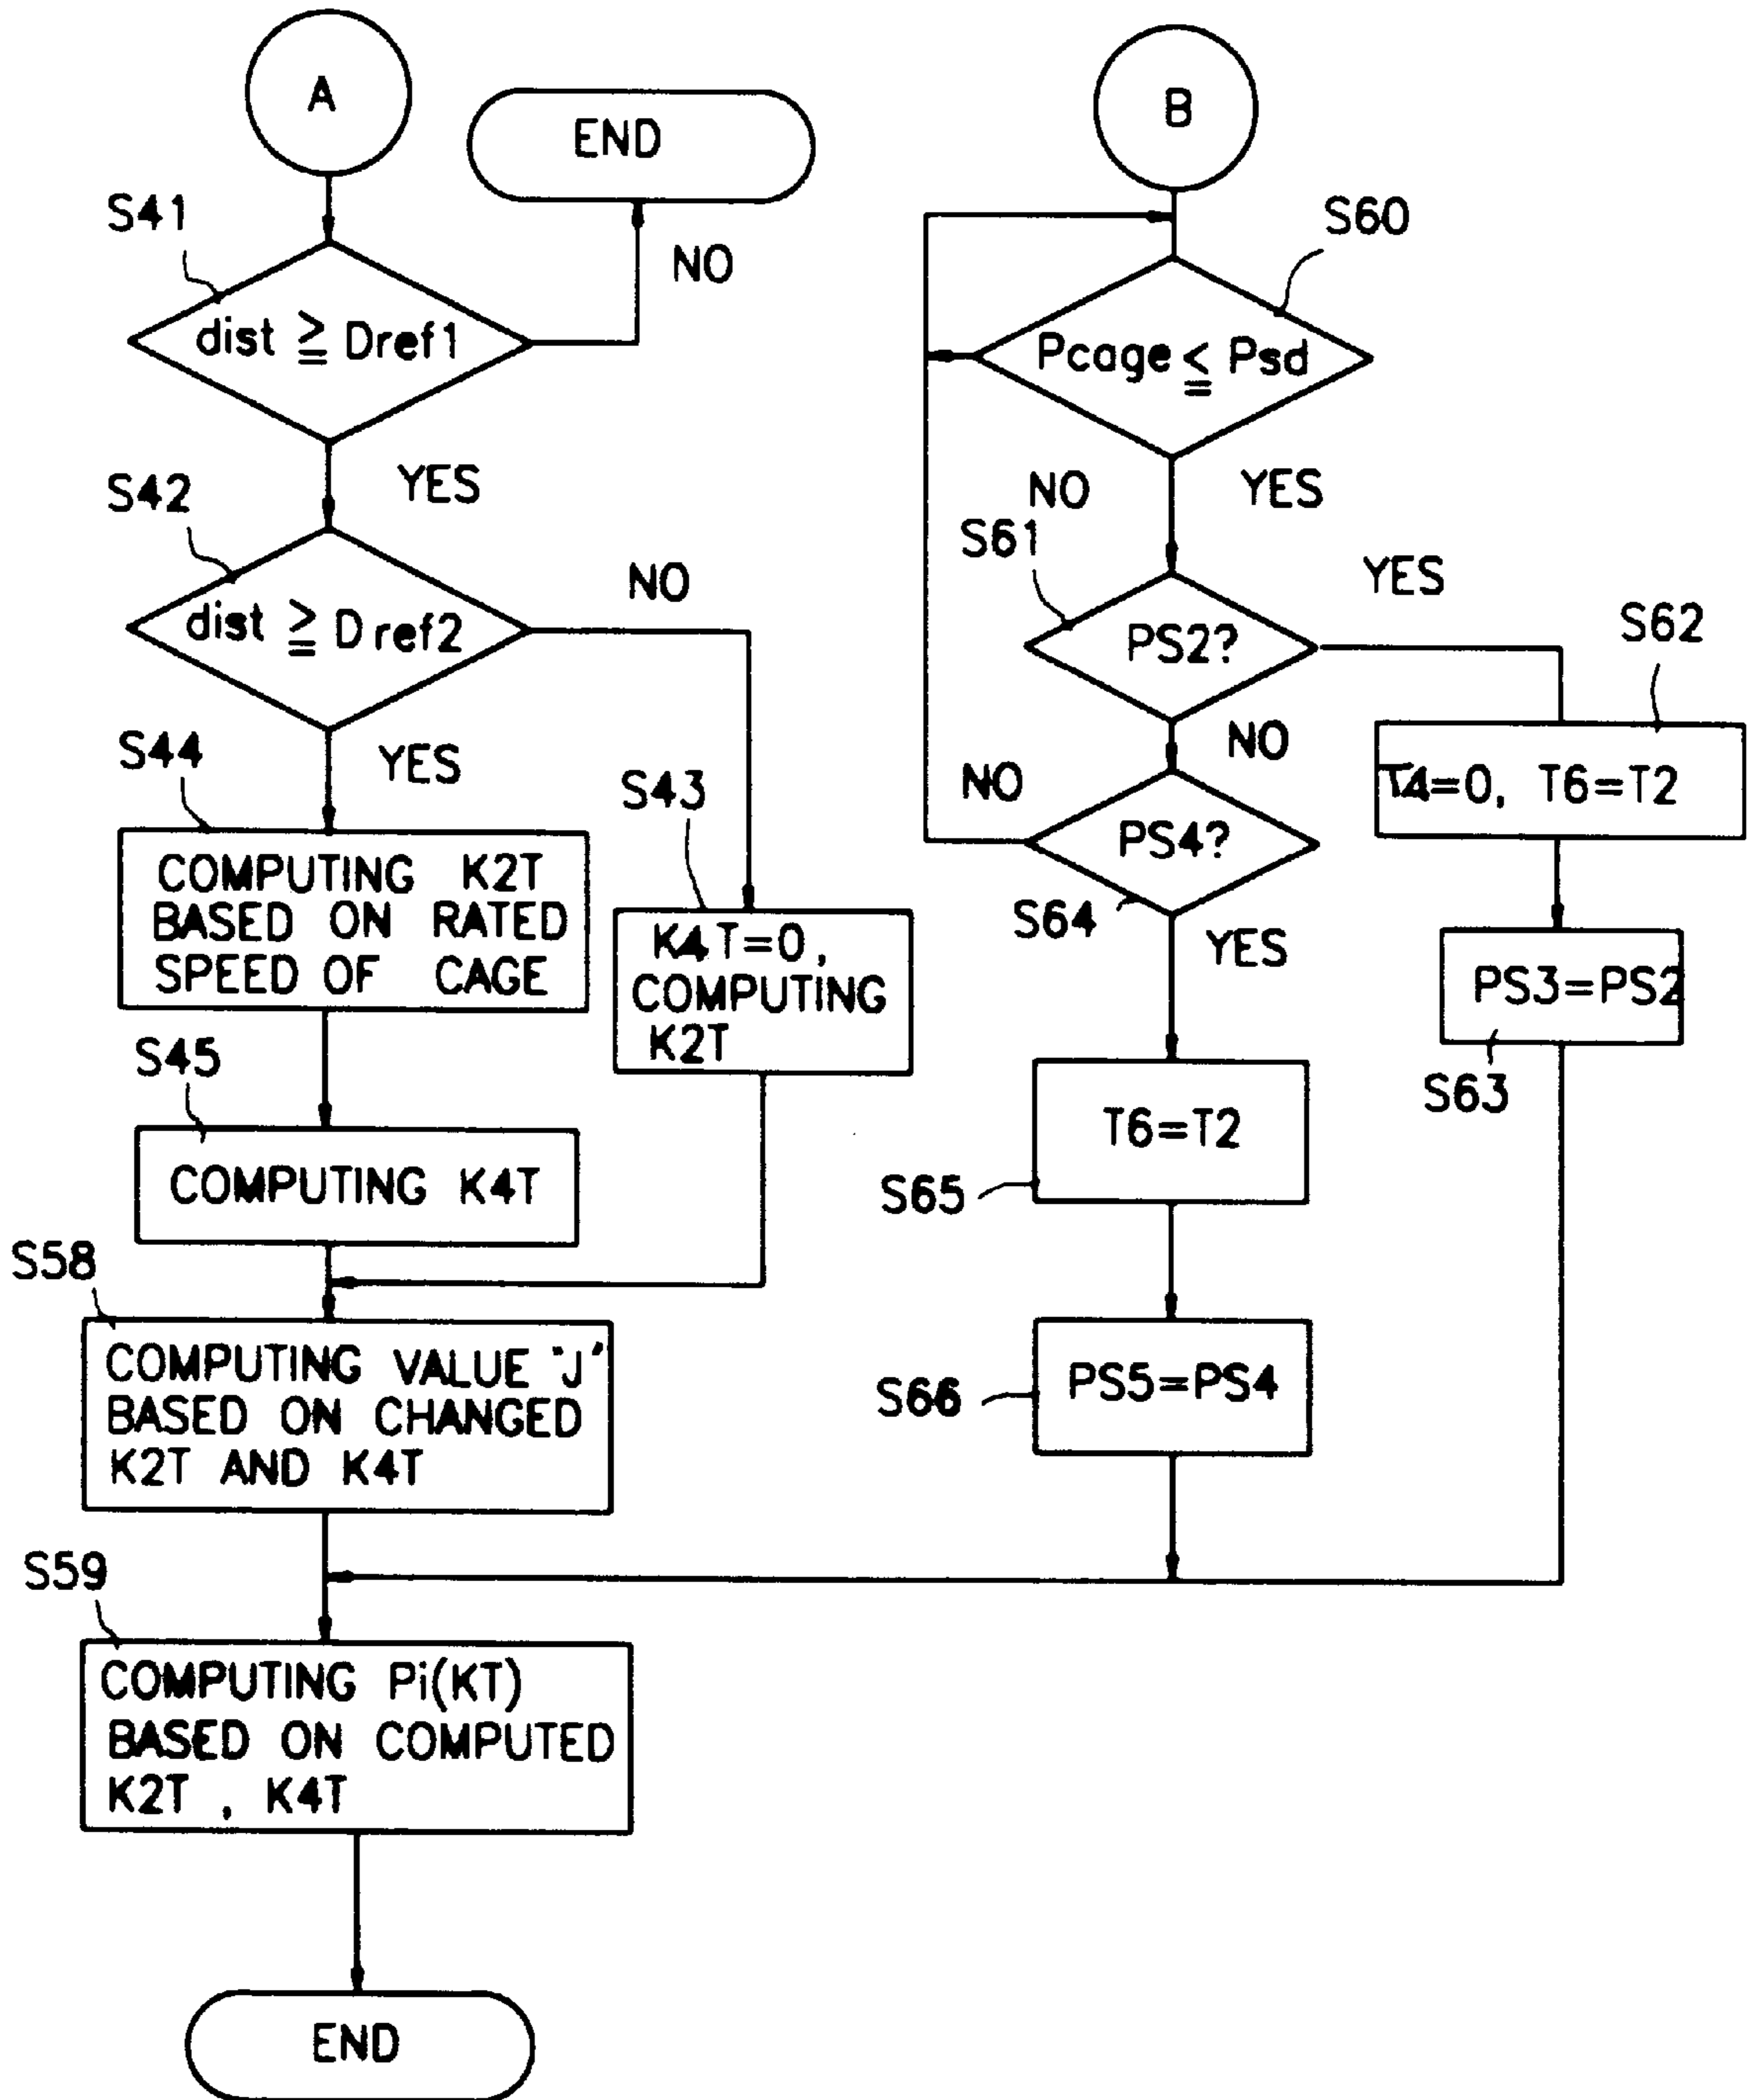 A
END
S41
NO
dist ≧ Dref1
YES
S42
NO
dist ≧ Dref2
YES
S44
S43
COMPUTING K2T
BASED ON RATED
SPEED OF CAGE
K4T=0,
COMPUTING
K2T
S45
COMPUTING K4T
S58
COMPUTING VALUE "J'
BASED ON CHANGED
K2T AND K4T
S59
COMPUTING Pi(KT)
BASED ON COMPUTED
K2T , K4T
END
B
S60
Pcage ≦ Psd
NO
YES
S61
YES
PS2?
S62
NO
T4=0, T6=T2
NO
PS4?
S64
YES
PS3=PS2
S63
T6=T2
S65
PS5=PS4
S66